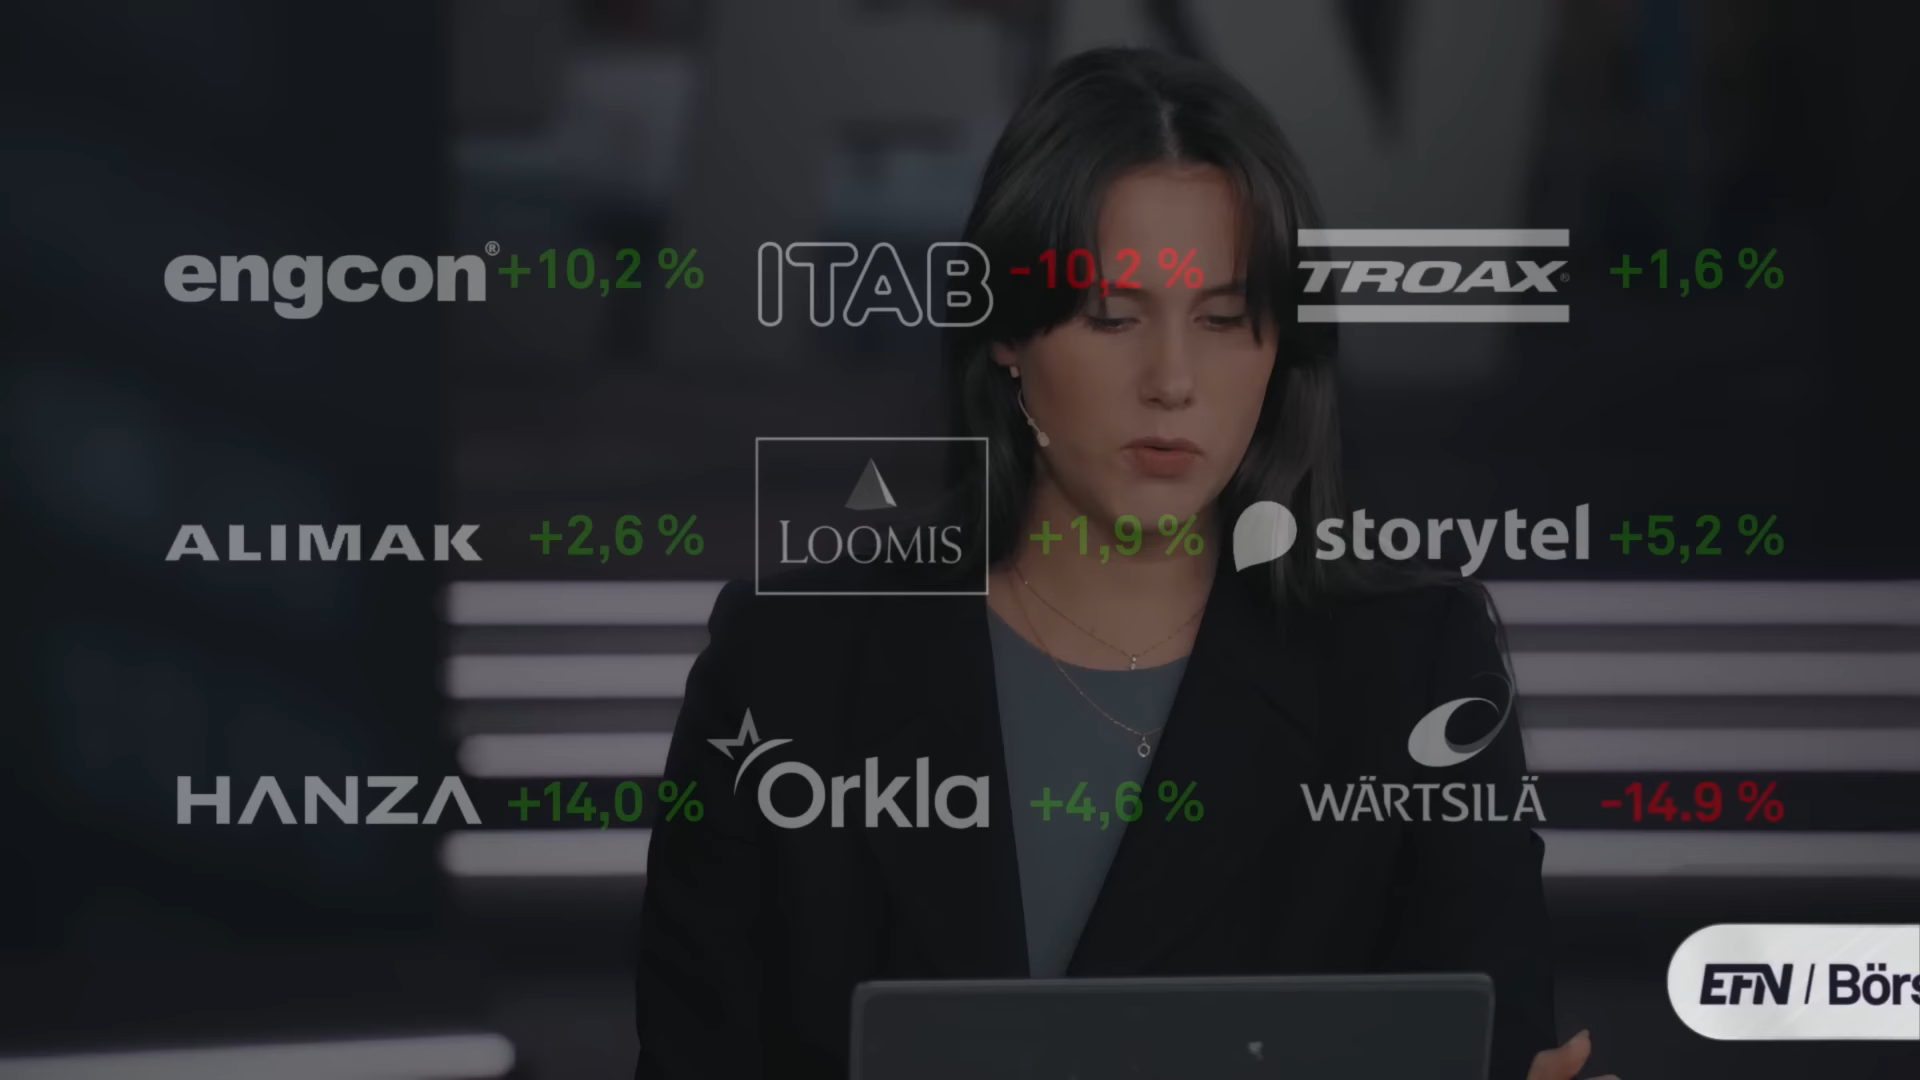 engcon® +10,2 %
ITAB -10,2 %
TROAX® +1,6 %
ALIMAK +2,6 %
LOOMIS +1,9 %
storytel +5,2 %
HANZA +14,0 %
Orkla +4,6 %
WÄRTSILÄ -14.9 %
EFN / Börs